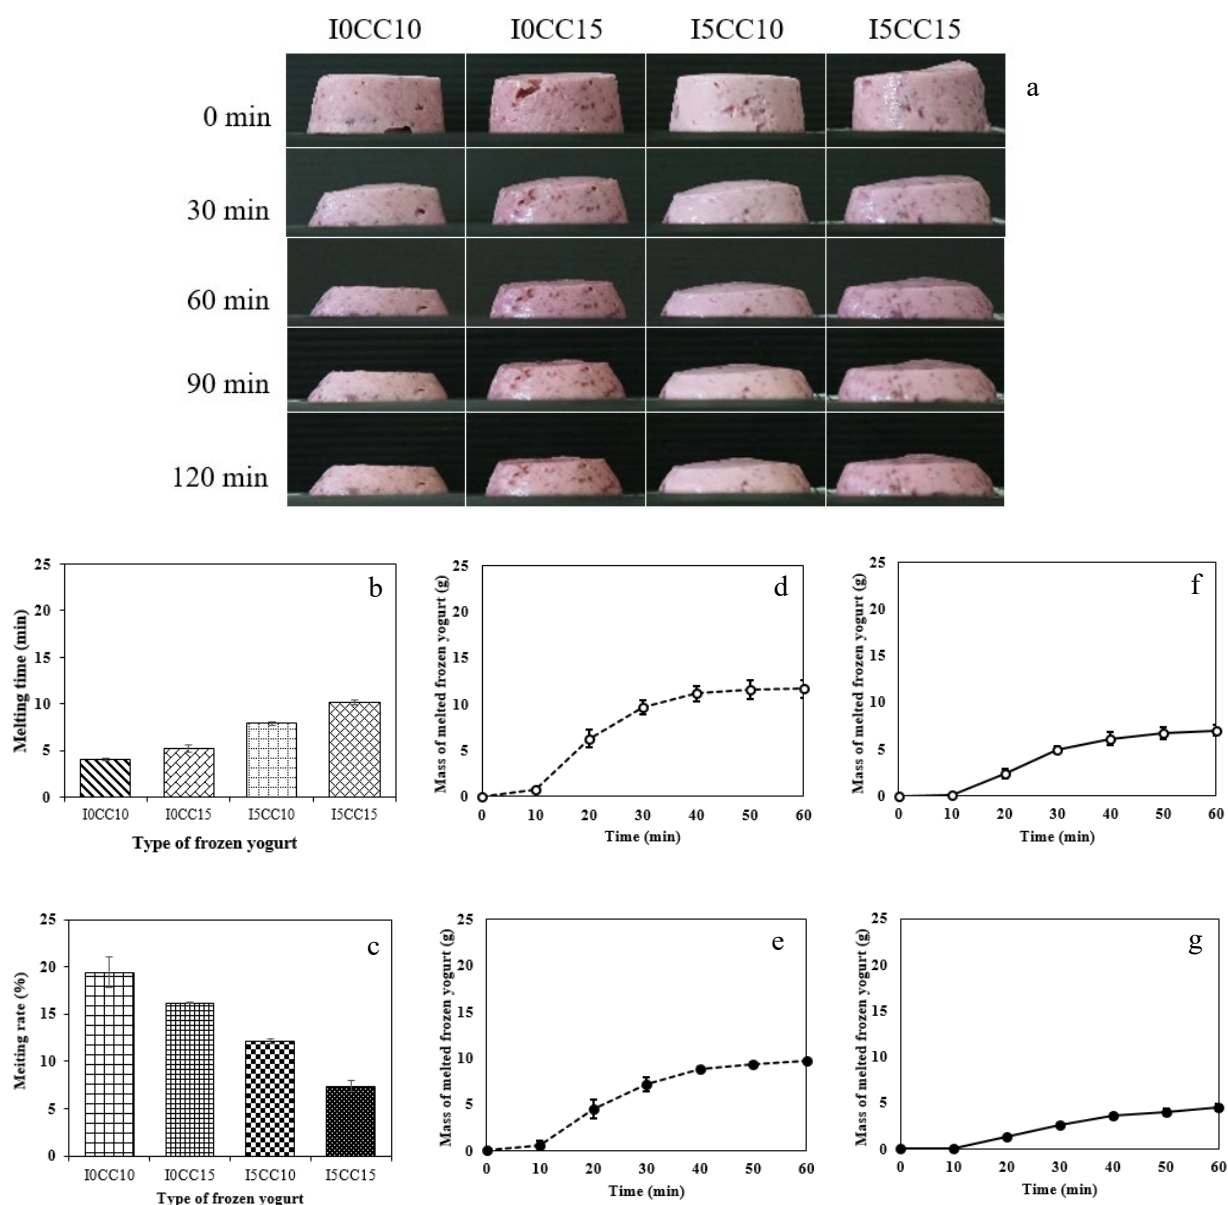 I0CC10 I0CC15 I5CC10 I5CC15
a
0 min
30 min
60 min
90 min
120 min
b
Melting time (min)
25
20
15
10
5
0
I0CC10 I0CC15 I5CC10 I5CC15
Type of frozen yogurt
d
Mass of melted frozen yogurt (g)
25
20
15
10
5
0
0 10 20 30 40 50 60
Time (min)
f
Mass of melted frozen yogurt (g)
25
20
15
10
5
0
0 10 20 30 40 50 60
Time (min)
c
Melting rate (%)
25
20
15
10
5
0
I0CC10 I0CC15 I5CC10 I5CC15
Type of frozen yogurt
e
Mass of melted frozen yogurt (g)
25
20
15
10
5
0
0 10 20 30 40 50 60
Time (min)
g
Mass of melted frozen yogurt (g)
25
20
15
10
5
0
0 10 20 30 40 50 60
Time (min)